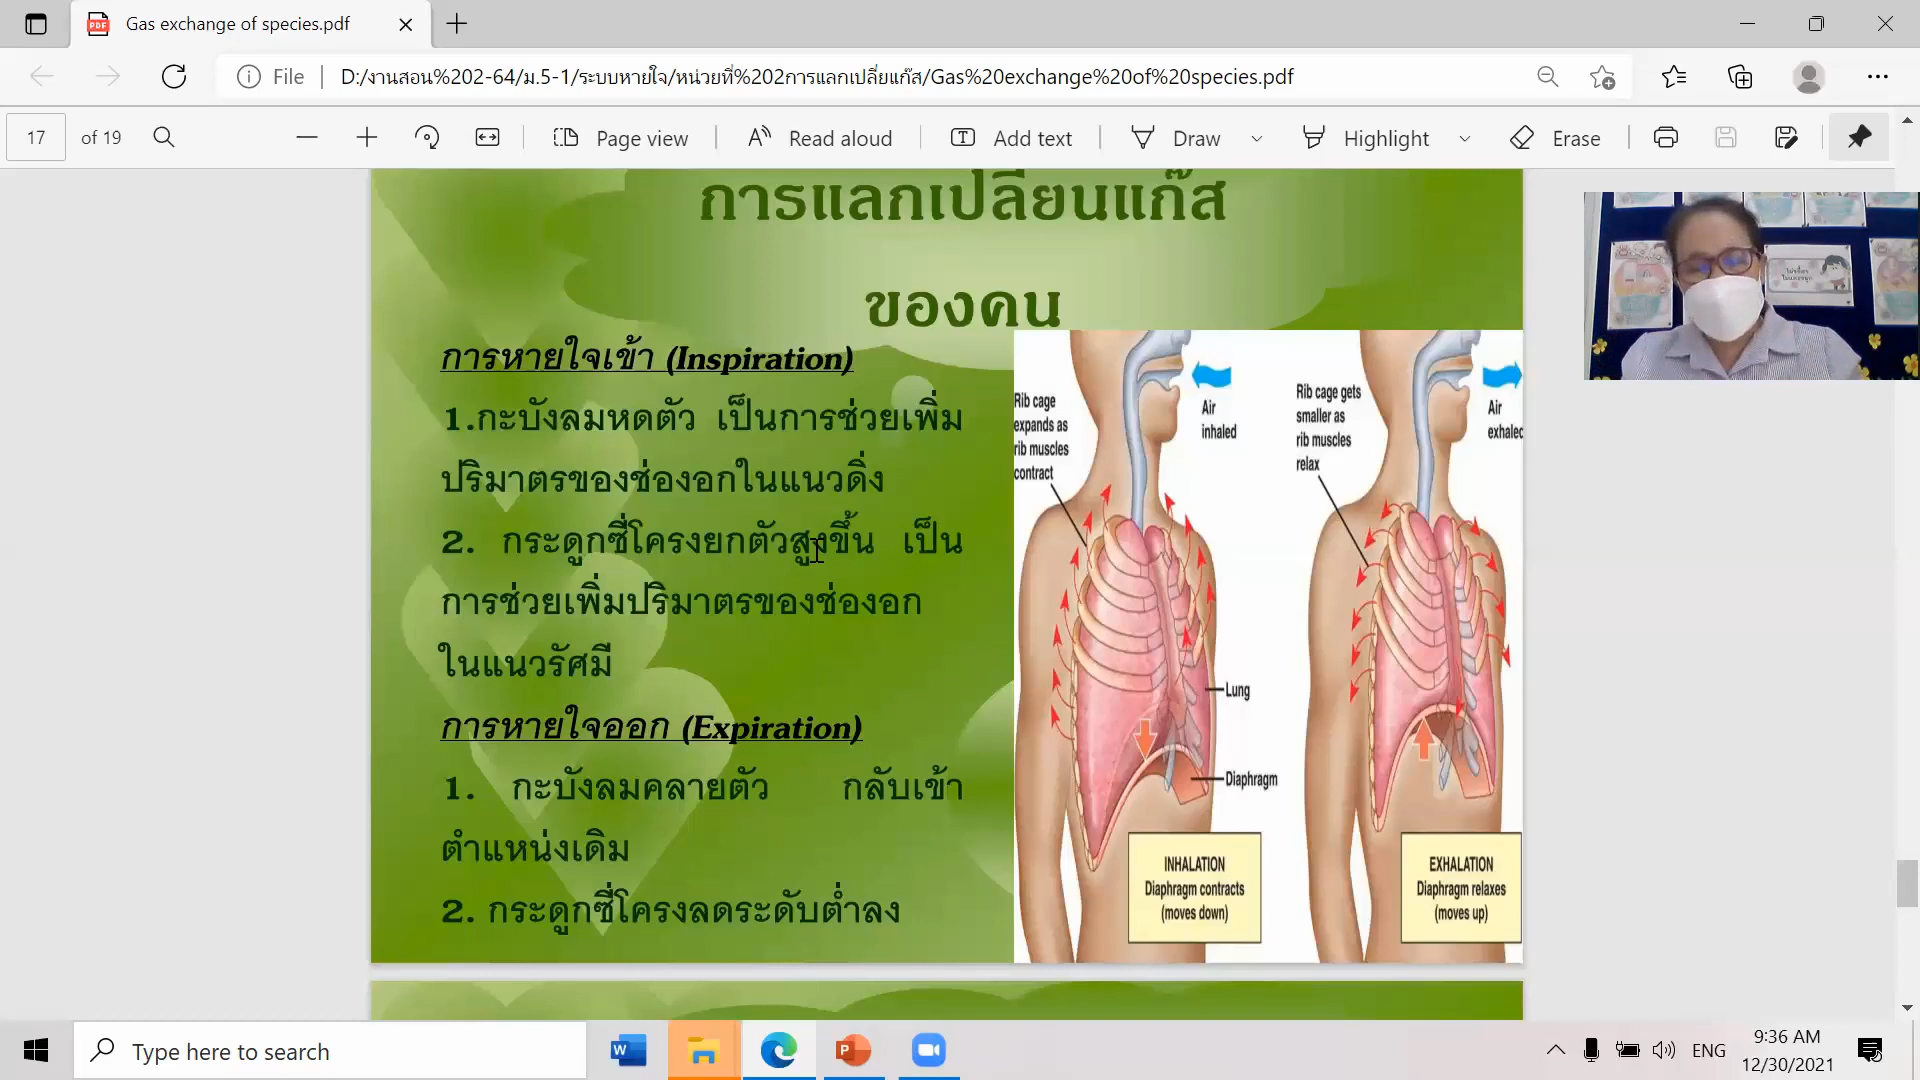 Gas exchange of species.pdf
File
D:/งานสอน%202-64/ม.5-1/ระบบหายใจ/หน่วยที่%202การแลกเปลี่ยแก๊ส/Gas%20exchange%20of%20species.pdf
17 of 19
Page view
Read aloud
Add text
Draw
Highlight
Erase
การแลกเปลี่ยนแก๊ส
ของคน
การหายใจเข้า (Inspiration)
1.กะบังลมหดตัว เป็นการช่วยเพิ่ม
ปริมาตรของช่องอกในแนวดิ่ง
2. กระดูกซี่โครงยกตัวสูงขึ้น เป็น
การช่วยเพิ่มปริมาตรของช่องอก
ในแนวรัศมี
การหายใจออก (Expiration)
1. กะบังลมคลายตัว กลับเข้า
ตำแหน่งเดิม
2. กระดูกซี่โครงลดระดับต่ำลง
Rib cage
expands as
rib muscles
contract
Air
inhaled
Lung
Diaphragm
INHALATION
Diaphragm contracts
(moves down)
Rib cage gets
smaller as
rib muscles
relax
Air
exhaled
EXHALATION
Diaphragm relaxes
(moves up)
Type here to search
ENG
9:36 AM
12/30/2021